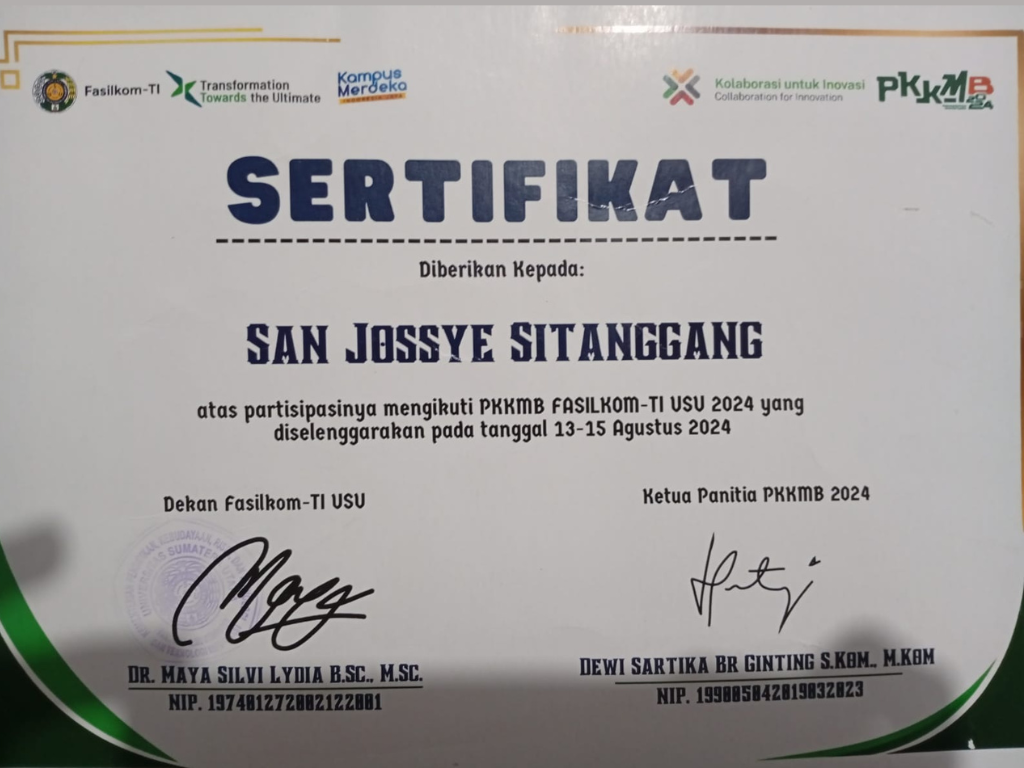 Fasilkom-TI
Transformation
Towards the Ultimate
Kampus
Merdeka
INDONESIA JAYA
Kolaborasi untuk Inovasi
Collaboration for Innovation
PKKMB
2024
SERTIFIKAT
Diberikan Kepada:
SAN JOSSYE SITANGGANG
atas partisipasinya mengikuti PKKMB FASILKOM-TI USU 2024 yang
diselenggarakan pada tanggal 13-15 Agustus 2024
Dekan Fasilkom-TI USU
Ketua Panitia PKKMB 2024
DR. MAYA SILVI LYDIA B.SC., M.SC.
NIP. 197401272002122001
DEWI SARTIKA BR GINTING S.KOM., M.KOM
NIP. 199005042019032023